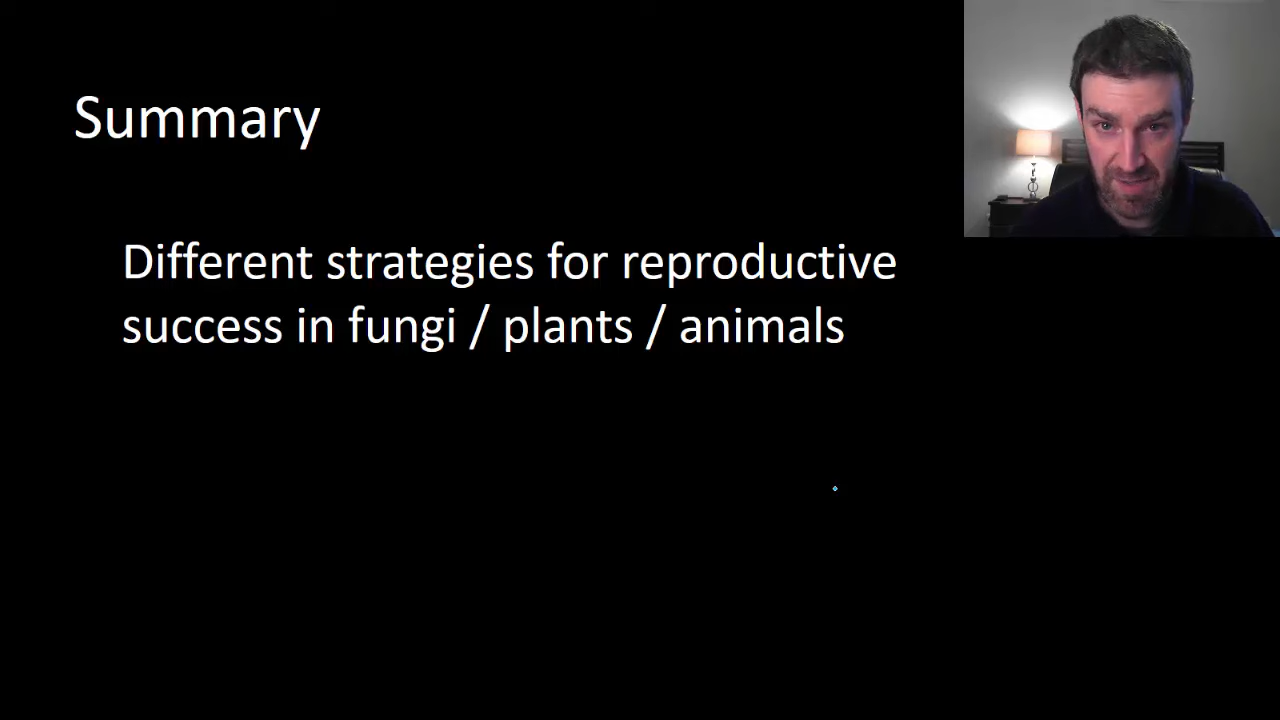 Summary
Different strategies for reproductive
success in fungi / plants / animals